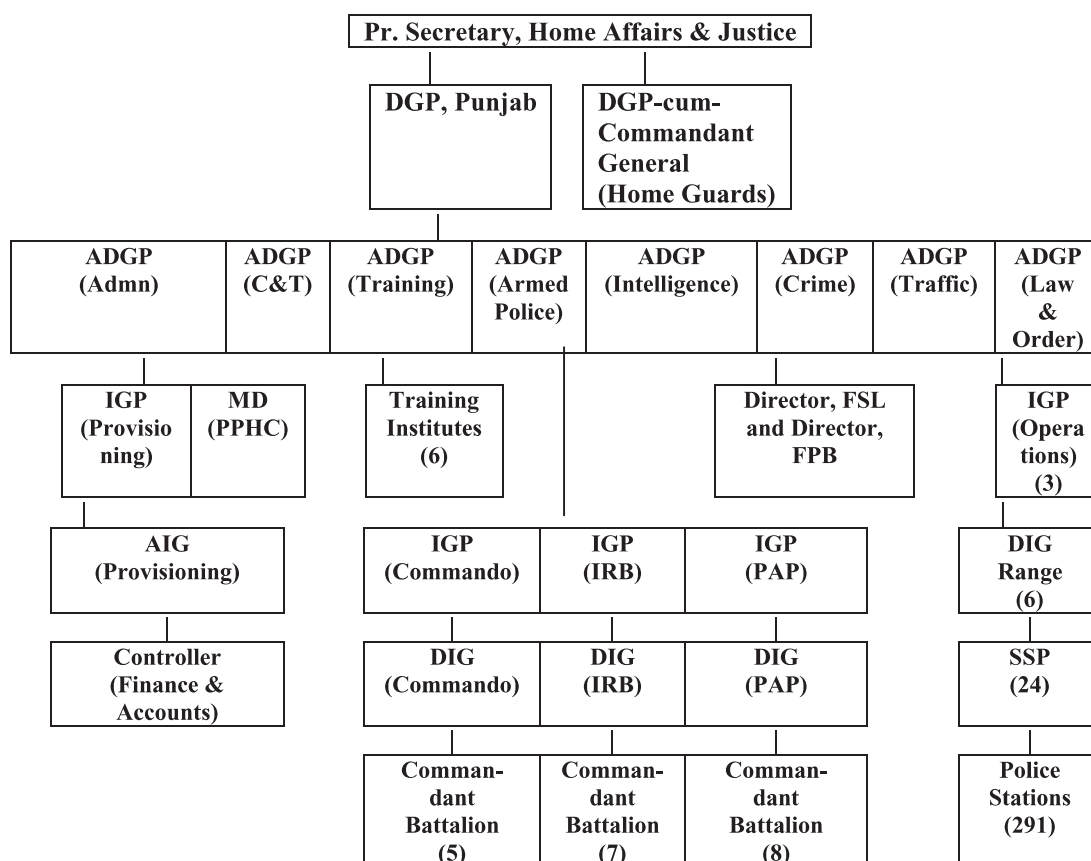 Pr. Secretary, Home Affairs & Justice
DGP, Punjab
DGP-cum-
Commandant
General
(Home Guards)
ADGP
(Admn)
ADGP
(C&T)
ADGP
(Training)
ADGP
(Armed
Police)
ADGP
(Intelligence)
ADGP
(Crime)
ADGP
(Traffic)
ADGP
(Law
&
Order)
IGP
(Provisio
ning)
MD
(PPHC)
Training
Institutes
(6)
Director, FSL
and Director,
FPB
IGP
(Opera
tions)
(3)
AIG
(Provisioning)
IGP
(Commando)
IGP
(IRB)
IGP
(PAP)
DIG
Range
(6)
Controller
(Finance &
Accounts)
DIG
(Commando)
DIG
(IRB)
DIG
(PAP)
SSP
(24)
Comman-
dant
Battalion
(5)
Comman-
dant
Battalion
(7)
Comman-
dant
Battalion
(8)
Police
Stations
(291)